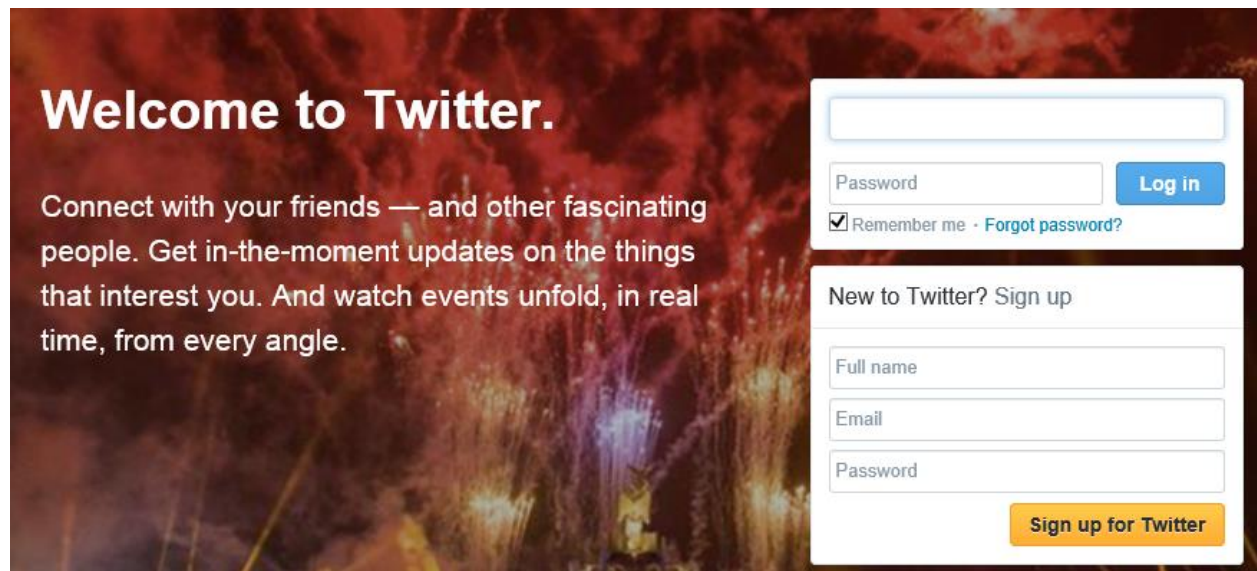 Welcome to Twitter.
Connect with your friends — and other fascinating
people. Get in-the-moment updates on the things
that interest you. And watch events unfold, in real
time, from every angle.
Password
Log in
Remember me · Forgot password?
New to Twitter? Sign up
Full name
Email
Password
Sign up for Twitter